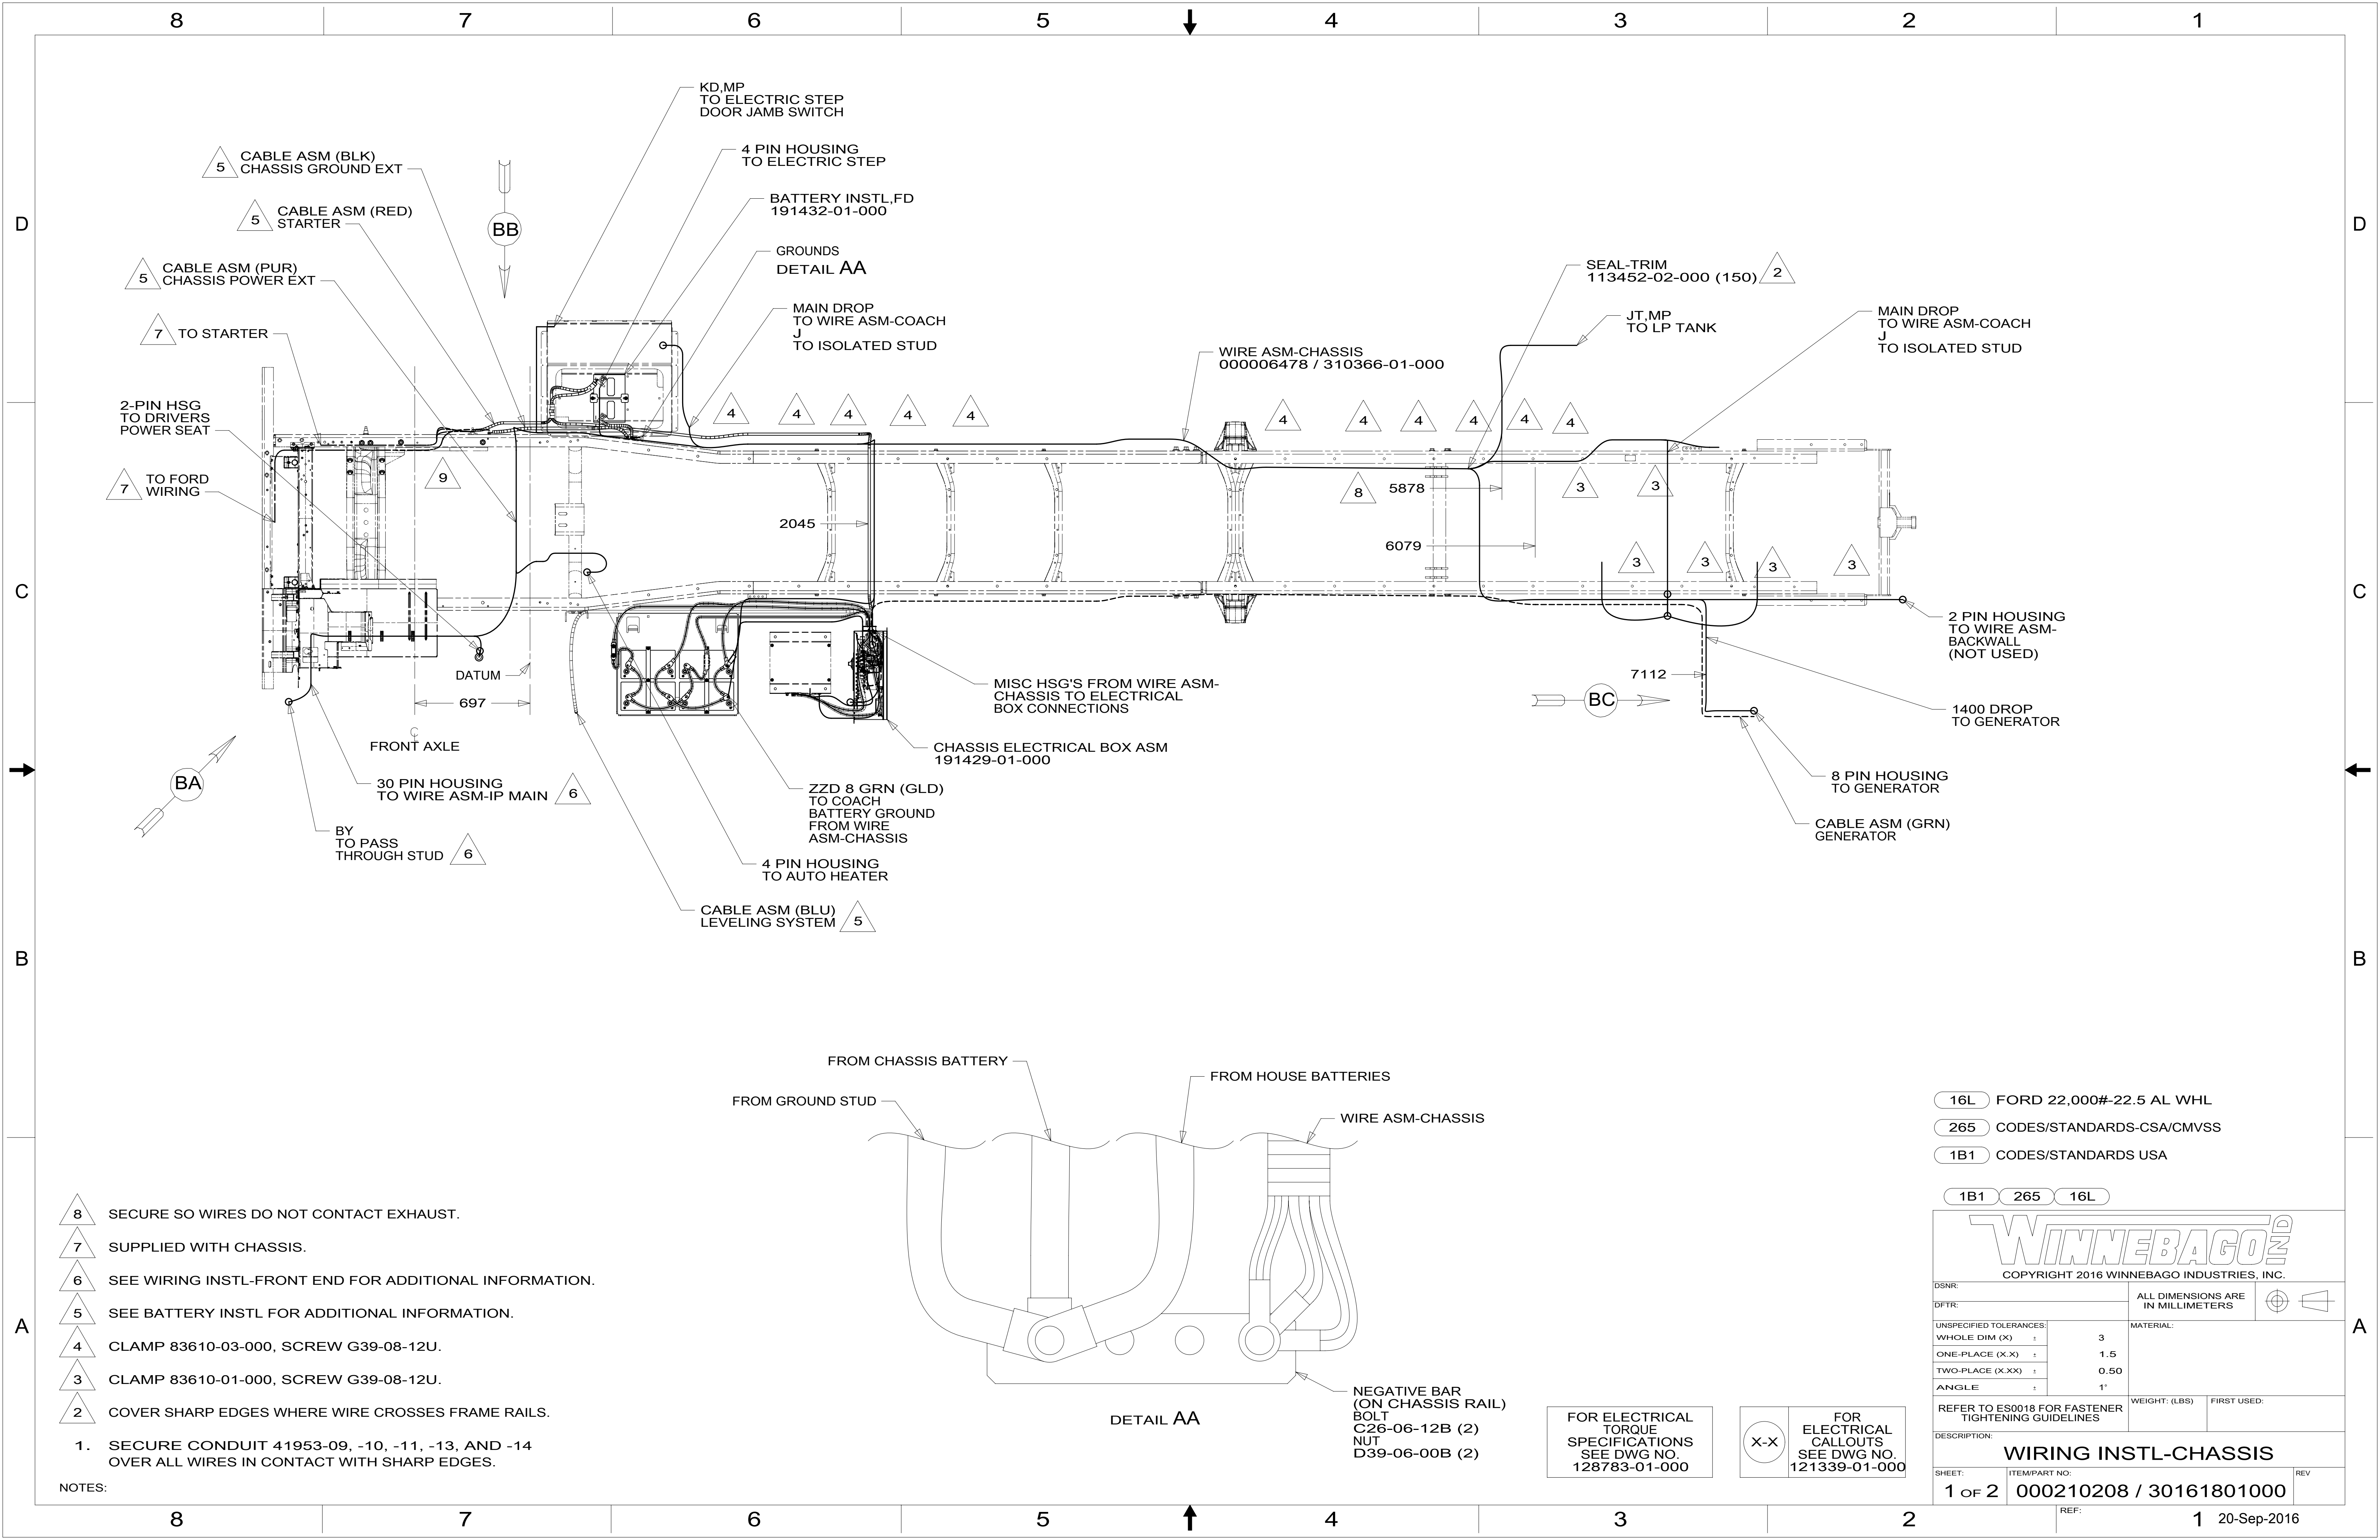 8 7 6 5 4 3 2 1
D
D
C
C
B
B
A
A
KD,MP
TO ELECTRIC STEP
DOOR JAMB SWITCH
5
CABLE ASM (BLK)
CHASSIS GROUND EXT
4 PIN HOUSING
TO ELECTRIC STEP
5
CABLE ASM (RED)
STARTER
BB
BATTERY INSTL,FD
191432-01-000
5
CABLE ASM (PUR)
CHASSIS POWER EXT
GROUNDS
DETAIL AA
SEAL-TRIM
113452-02-000 (150)
2
7
TO STARTER
MAIN DROP
TO WIRE ASM-COACH
J
TO ISOLATED STUD
JT,MP
TO LP TANK
MAIN DROP
TO WIRE ASM-COACH
J
TO ISOLATED STUD
WIRE ASM-CHASSIS
000006478 / 310366-01-000
2-PIN HSG
TO DRIVERS
POWER SEAT
4 4 4 4 4 4 4 4 4 4 4
7
TO FORD
WIRING
9
8
5878
3
3
2045
6079
3
3
3
3
2 PIN HOUSING
TO WIRE ASM-
BACKWALL
(NOT USED)
DATUM
697
℄
FRONT AXLE
MISC HSG'S FROM WIRE ASM-
CHASSIS TO ELECTRICAL
BOX CONNECTIONS
7112
BC
1400 DROP
TO GENERATOR
CHASSIS ELECTRICAL BOX ASM
191429-01-000
BA
30 PIN HOUSING
TO WIRE ASM-IP MAIN
6
ZZD 8 GRN (GLD)
TO COACH
BATTERY GROUND
FROM WIRE
ASM-CHASSIS
8 PIN HOUSING
TO GENERATOR
BY
TO PASS
THROUGH STUD
6
CABLE ASM (GRN)
GENERATOR
4 PIN HOUSING
TO AUTO HEATER
CABLE ASM (BLU)
LEVELING SYSTEM
5
FROM CHASSIS BATTERY
FROM HOUSE BATTERIES
FROM GROUND STUD
WIRE ASM-CHASSIS
NEGATIVE BAR
(ON CHASSIS RAIL)
BOLT
C26-06-12B (2)
NUT
D39-06-00B (2)
DETAIL AA
8 SECURE SO WIRES DO NOT CONTACT EXHAUST.
7 SUPPLIED WITH CHASSIS.
6 SEE WIRING INSTL-FRONT END FOR ADDITIONAL INFORMATION.
5 SEE BATTERY INSTL FOR ADDITIONAL INFORMATION.
4 CLAMP 83610-03-000, SCREW G39-08-12U.
3 CLAMP 83610-01-000, SCREW G39-08-12U.
2 COVER SHARP EDGES WHERE WIRE CROSSES FRAME RAILS.
1. SECURE CONDUIT 41953-09, -10, -11, -13, AND -14
OVER ALL WIRES IN CONTACT WITH SHARP EDGES.
NOTES:
FOR ELECTRICAL
TORQUE
SPECIFICATIONS
SEE DWG NO.
128783-01-000
X-X
FOR
ELECTRICAL
CALLOUTS
SEE DWG NO.
121339-01-000
16L FORD 22,000#-22.5 AL WHL
265 CODES/STANDARDS-CSA/CMVSS
1B1 CODES/STANDARDS USA
1B1 265 16L
WINNEBAGO IND
COPYRIGHT 2016 WINNEBAGO INDUSTRIES, INC.
DSNR:
DFTR:
ALL DIMENSIONS ARE
IN MILLIMETERS
UNSPECIFIED TOLERANCES:
MATERIAL:
WHOLE DIM (X) ± 3
ONE-PLACE (X.X) ± 1.5
TWO-PLACE (X.XX) ± 0.50
ANGLE ± 1°
REFER TO ES0018 FOR FASTENER
TIGHTENING GUIDELINES
WEIGHT: (LBS)
FIRST USED:
DESCRIPTION:
WIRING INSTL-CHASSIS
SHEET:
1 OF 2
ITEM/PART NO:
000210208 / 30161801000
REV
REF:
8 7 6 5 4 3 2 1
20-Sep-2016